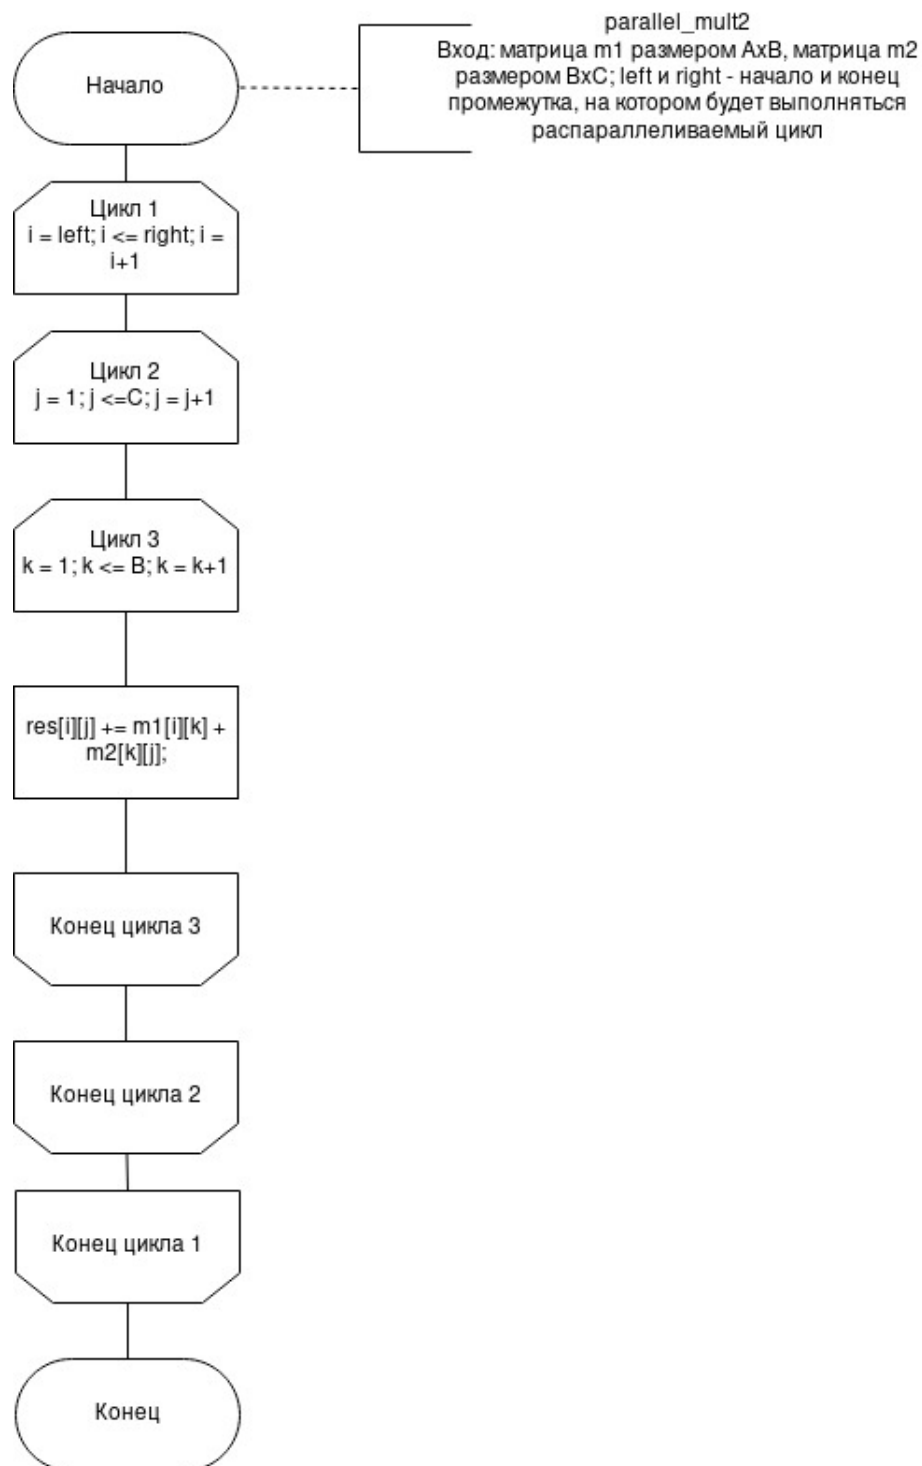 parallel_mult2
Вход: матрица m1 размером AxB, матрица m2
размером BxC; left и right - начало и конец
промежутка, на котором будет выполняться
распараллеливаемый цикл
Начало
Цикл 1
i = left; i <= right; i =
i+1
Цикл 2
j = 1; j <=C; j = j+1
Цикл 3
k = 1; k <= B; k = k+1
res[i][j] += m1[i][k] +
m2[k][j];
Конец цикла 3
Конец цикла 2
Конец цикла 1
Конец